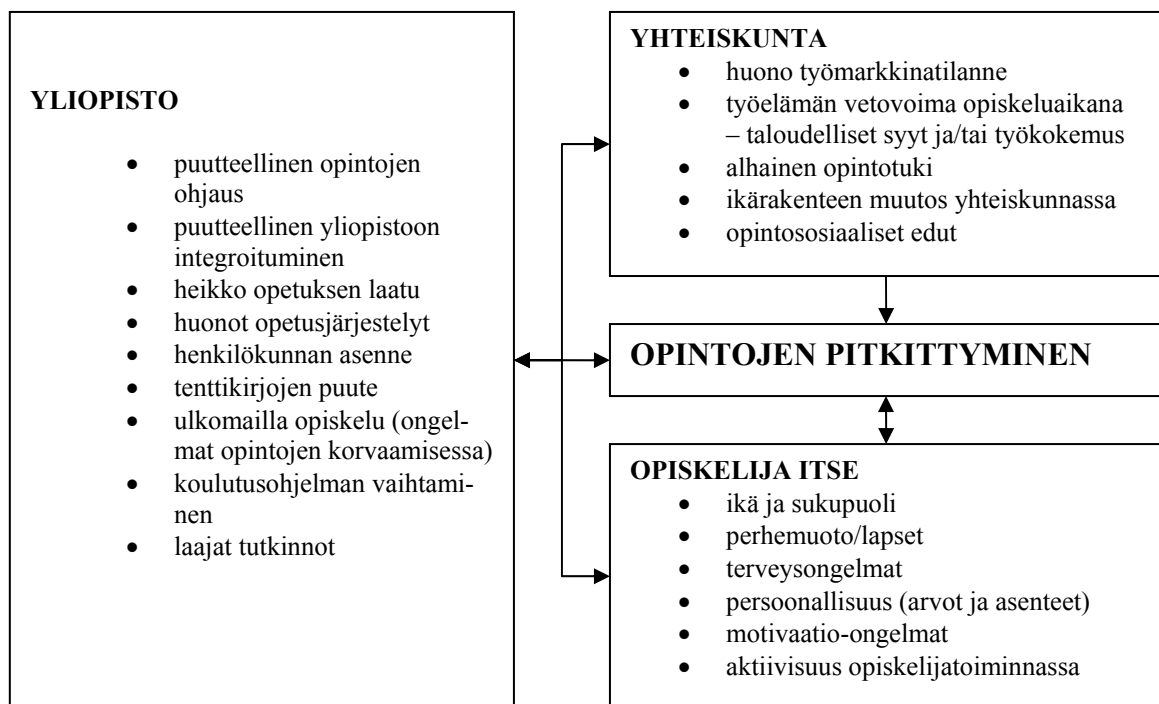 YLIOPISTO
• puutteellinen opintojen
ohjaus
• puutteellinen yliopistoon
integroituminen
• heikko opetuksen laatu
• huonot opetusjärjestelyt
• henkilökunnan asenne
• tenttikirjojen puute
• ulkomailla opiskelu (ongel-
mat opintojen korvaamisessa)
• koulutusohjelman vaihtami-
nen
• laajat tutkinnot
YHTEISKUNTA
• huono työmarkkinatilanne
• työelämän vetovoima opiskeluaikana
– taloudelliset syyt ja/tai työkokemus
• alhainen opintotuki
• ikärakenteen muutos yhteiskunnassa
• opintososiaaliset edut
OPINTOJEN PITKITTYMINEN
OPISKELIJA ITSE
• ikä ja sukupuoli
• perhemuoto/lapset
• terveysongelmat
• persoonallisuus (arvot ja asenteet)
• motivaatio-ongelmat
• aktiivisuus opiskelijatoiminnassa